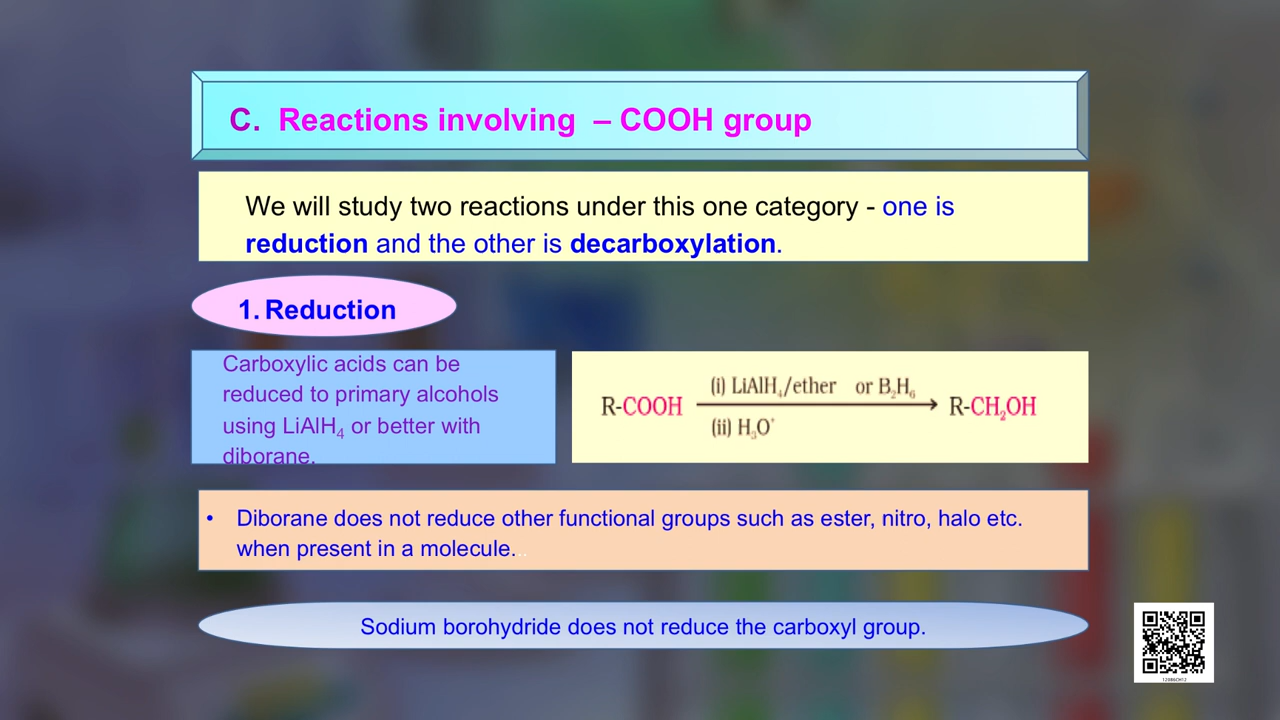 C. Reactions involving – COOH group
We will study two reactions under this one category - one is
reduction and the other is decarboxylation.
1. Reduction
Carboxylic acids can be
reduced to primary alcohols
using LiAlH₄ or better with
diborane.
(i) LiAlH₄/ether or B₂H₆
R-COOH → R-CH₂OH
(ii) H₃O⁺
• Diborane does not reduce other functional groups such as ester, nitro, halo etc.
when present in a molecule...
Sodium borohydride does not reduce the carboxyl group.
12086CH12